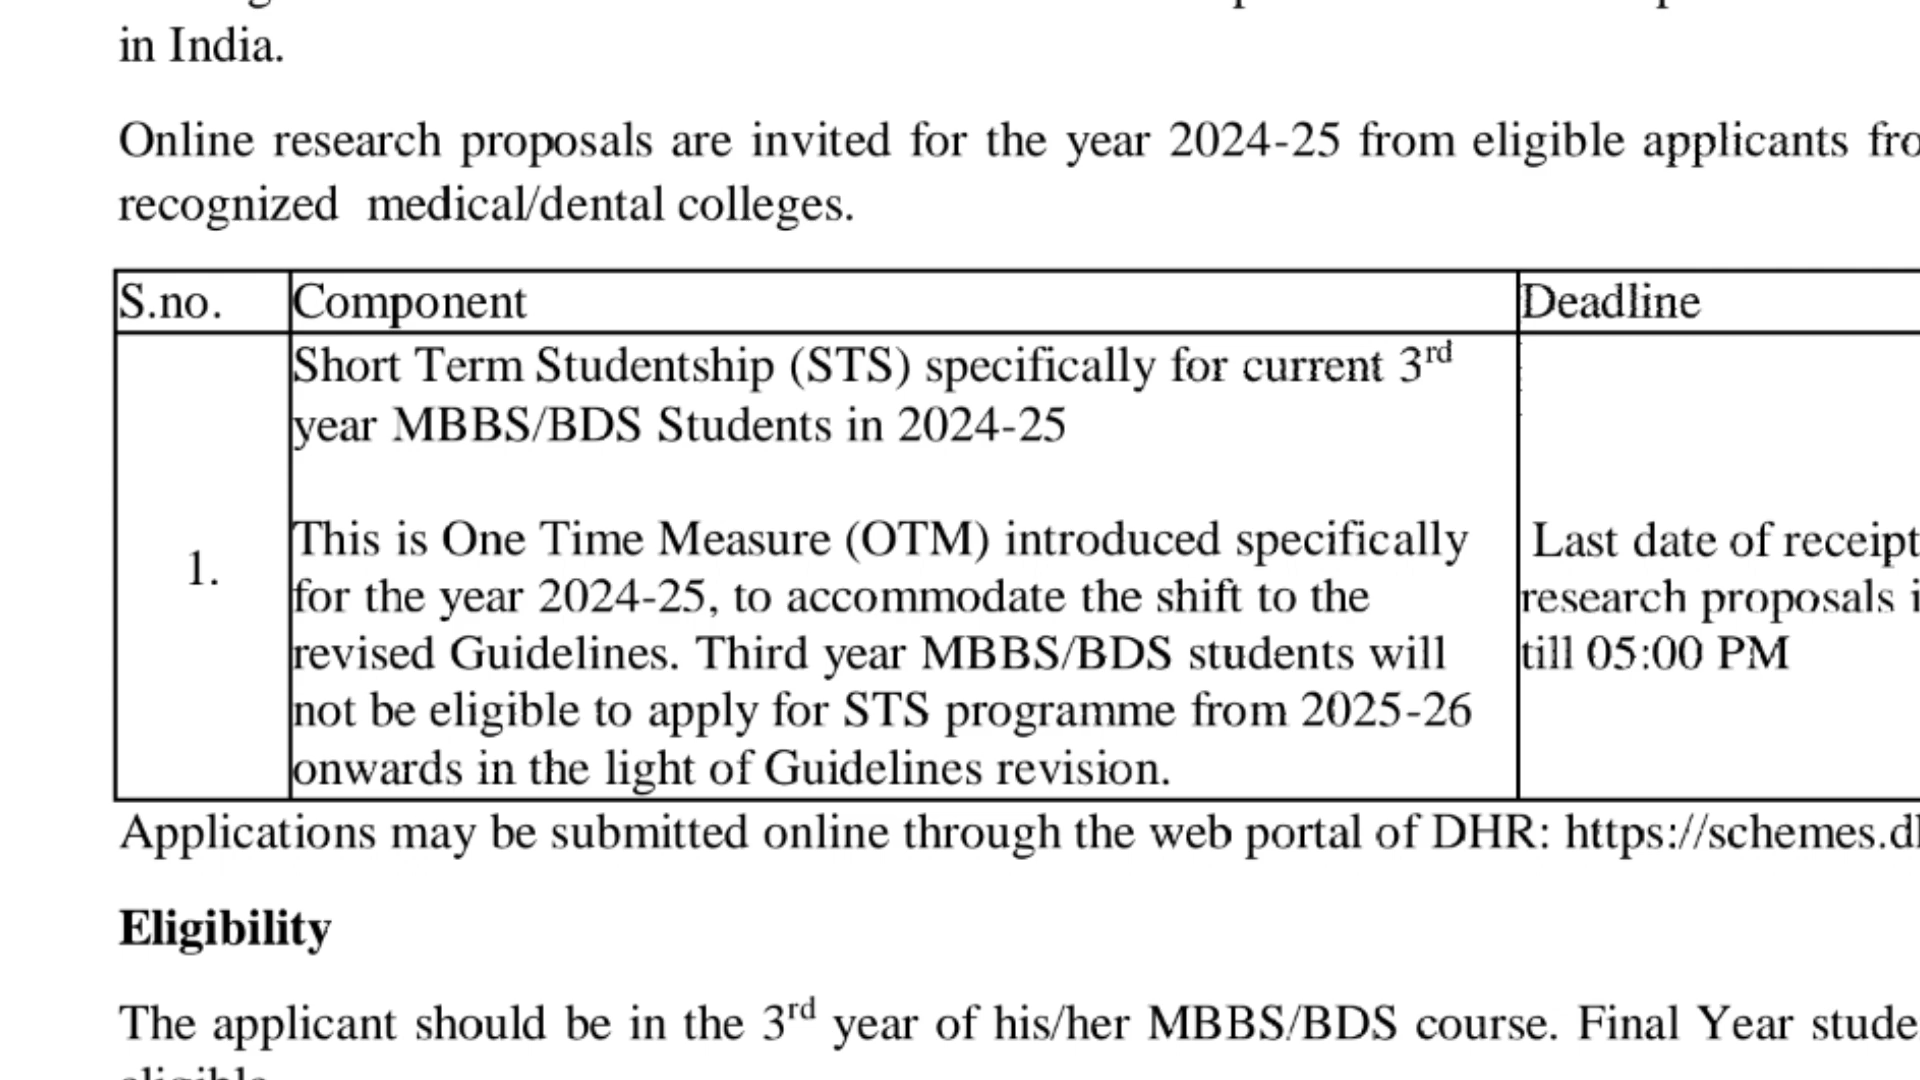 in India.
Online research proposals are invited for the year 2024-25 from eligible applicants
recognized medical/dental colleges.
S.no.
Component
Deadline
1.
Short Term Studentship (STS) specifically for current 3rd
year MBBS/BDS Students in 2024-25
This is One Time Measure (OTM) introduced specifically
for the year 2024-25, to accommodate the shift to the
revised Guidelines. Third year MBBS/BDS students will
not be eligible to apply for STS programme from 2025-26
onwards in the light of Guidelines revision.
Last date of receipt
research proposals
till 05:00 PM
Applications may be submitted online through the web portal of DHR: https://schemes.d
Eligibility
The applicant should be in the 3rd year of his/her MBBS/BDS course. Final Year